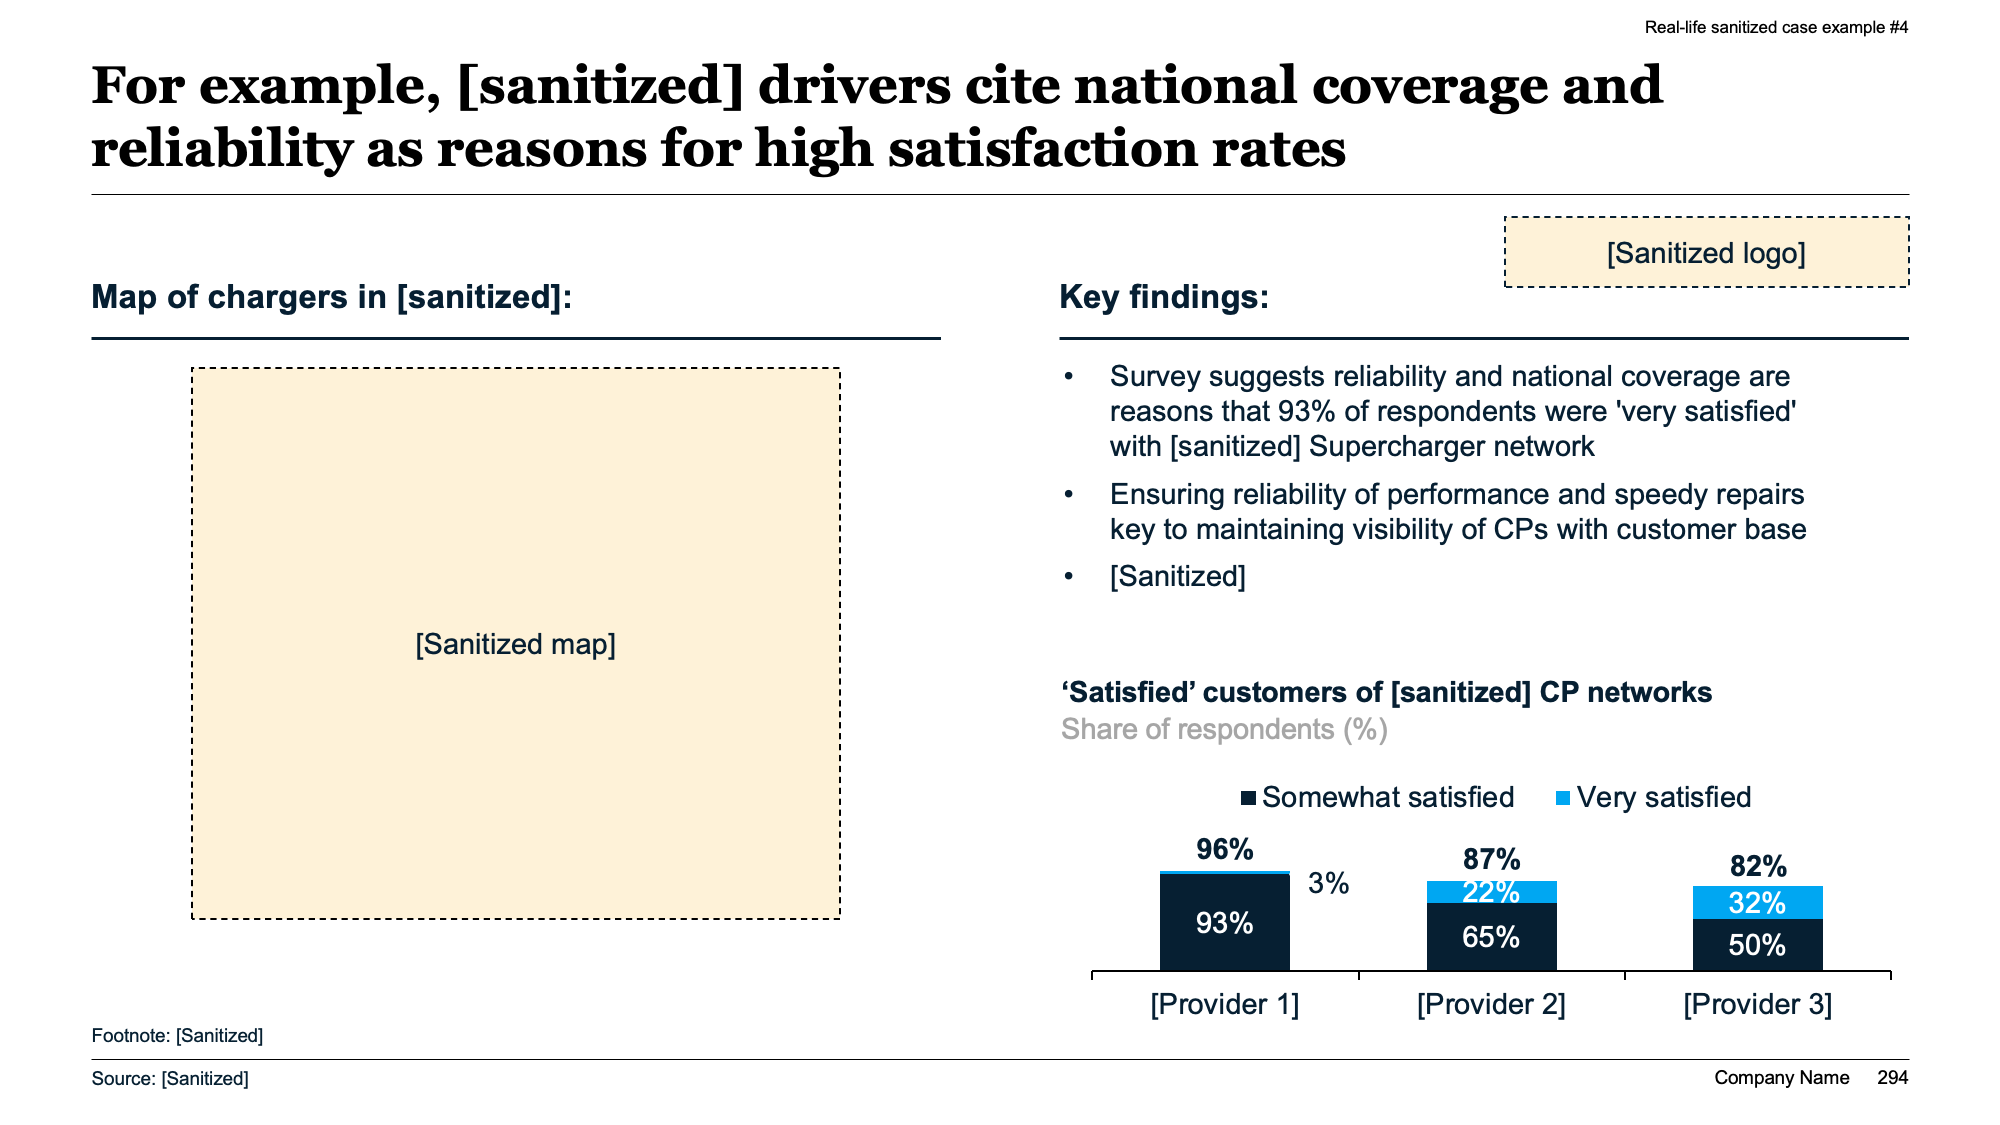 Real-life sanitized case example #4
For example, [sanitized] drivers cite national coverage and
reliability as reasons for high satisfaction rates
[Sanitized logo]
Map of chargers in [sanitized]:
[Sanitized map]
Key findings:
• Survey suggests reliability and national coverage are
reasons that 93% of respondents were 'very satisfied'
with [sanitized] Supercharger network
• Ensuring reliability of performance and speedy repairs
key to maintaining visibility of CPs with customer base
• [Sanitized]
‘Satisfied’ customers of [sanitized] CP networks
Share of respondents (%)
Somewhat satisfied Very satisfied
96% 87% 82%
3% 22% 32%
93% 65% 50%
[Provider 1] [Provider 2] [Provider 3]
Footnote: [Sanitized]
Source: [Sanitized]
Company Name 294